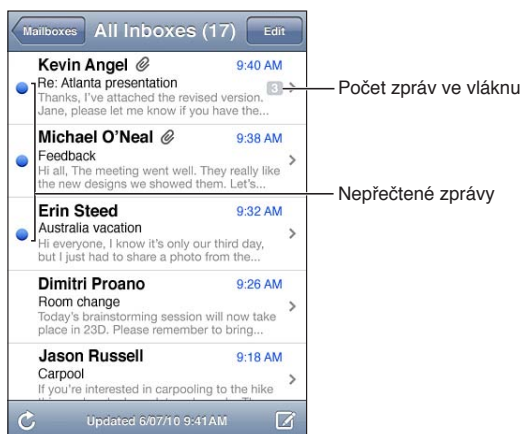 Mailboxes All Inboxes (17) Edit
Kevin Angel 9:40 AM
Re: Atlanta presentation
Thanks, I've attached the revised version. 3
Jane, please let me know if you have the...
Počet zpráv ve vláknu
Michael O'Neal 9:38 AM
Feedback
Hi all, The meeting went well. They really like
the new designs we showed them. Let's...
Nepřečtené zprávy
Erin Steed 9:32 AM
Australia vacation
Hi everyone, I know it's only our third day,
but I just had to share a photo from the...
Dimitri Proano 9:26 AM
Room change
Today's brainstorming session will now take
place in 23D. Please remember to bring...
Jason Russell 9:18 AM
Carpool
If you're interested in carpooling to the hike
Updated 6/07/10 9:41AM